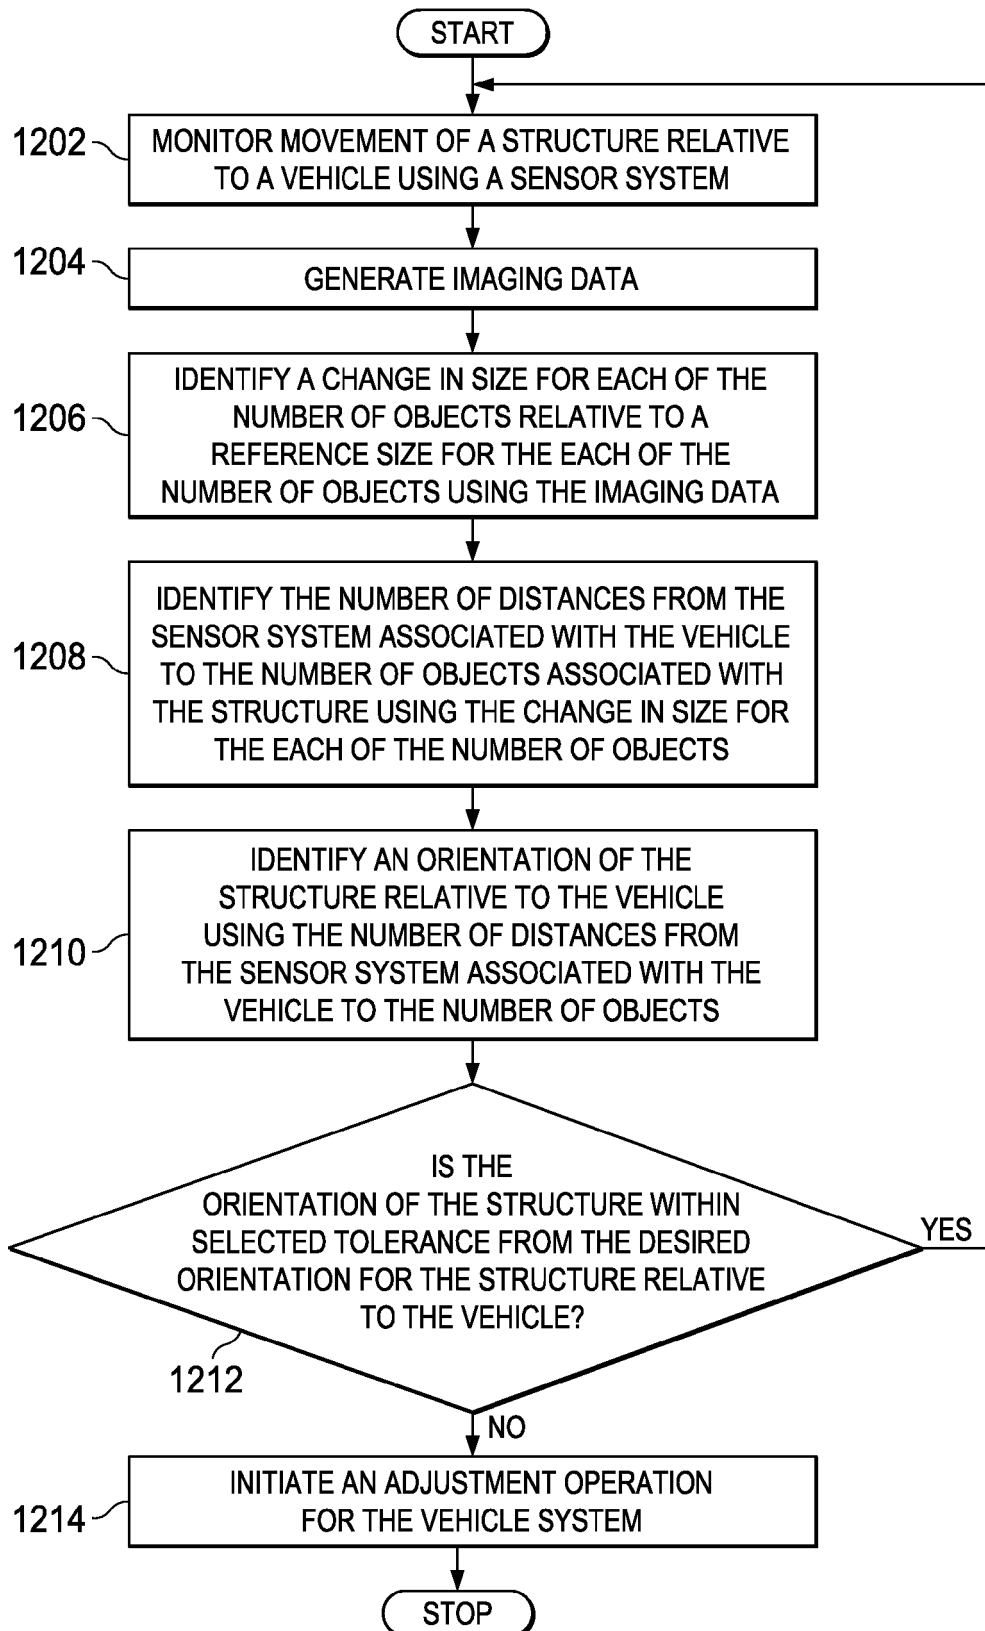 START
1202
MONITOR MOVEMENT OF A STRUCTURE RELATIVE
TO A VEHICLE USING A SENSOR SYSTEM
1204
GENERATE IMAGING DATA
1206
IDENTIFY A CHANGE IN SIZE FOR EACH OF THE
NUMBER OF OBJECTS RELATIVE TO A
REFERENCE SIZE FOR THE EACH OF THE
NUMBER OF OBJECTS USING THE IMAGING DATA
1208
IDENTIFY THE NUMBER OF DISTANCES FROM THE
SENSOR SYSTEM ASSOCIATED WITH THE VEHICLE
TO THE NUMBER OF OBJECTS ASSOCIATED WITH
THE STRUCTURE USING THE CHANGE IN SIZE FOR
THE EACH OF THE NUMBER OF OBJECTS
1210
IDENTIFY AN ORIENTATION OF THE
STRUCTURE RELATIVE TO THE VEHICLE
USING THE NUMBER OF DISTANCES FROM
THE SENSOR SYSTEM ASSOCIATED WITH THE
VEHICLE TO THE NUMBER OF OBJECTS
IS THE
ORIENTATION OF THE STRUCTURE WITHIN
SELECTED TOLERANCE FROM THE DESIRED
ORIENTATION FOR THE STRUCTURE RELATIVE
TO THE VEHICLE?
YES
1212
NO
1214
INITIATE AN ADJUSTMENT OPERATION
FOR THE VEHICLE SYSTEM
STOP